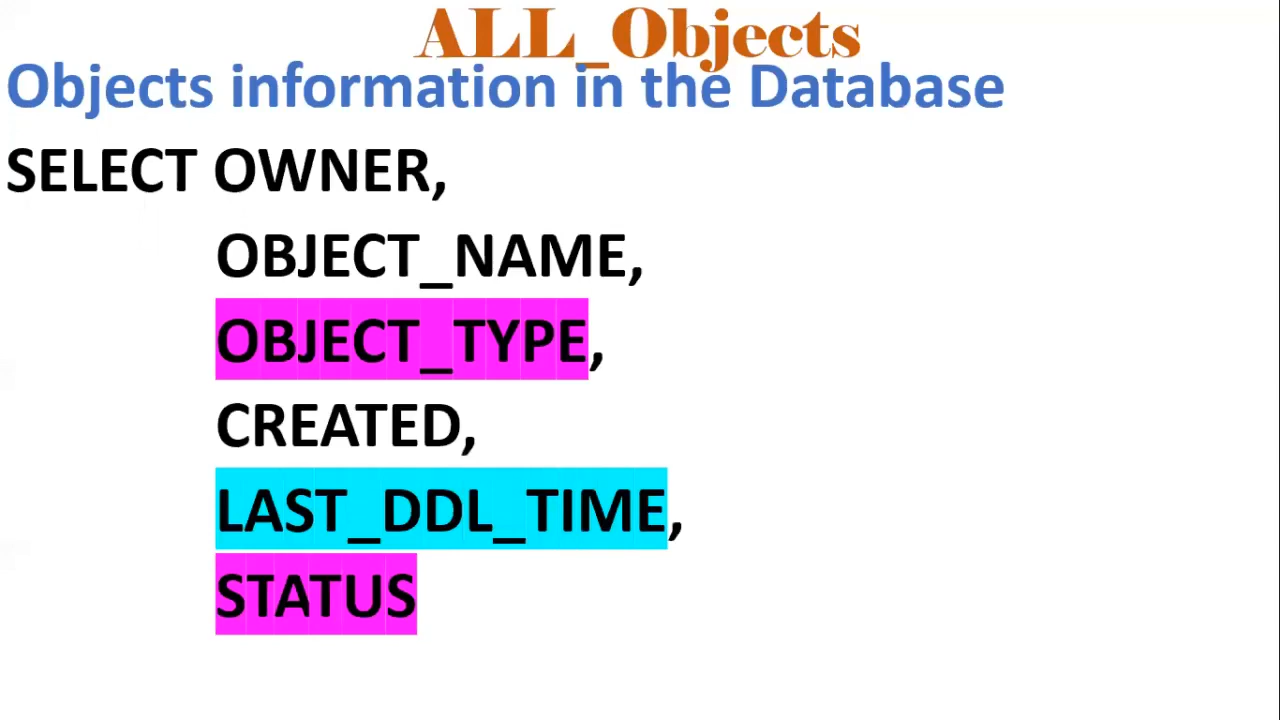 ALL_Objects
Objects information in the Database
SELECT OWNER,
OBJECT_NAME,
OBJECT_TYPE,
CREATED,
LAST_DDL_TIME,
STATUS